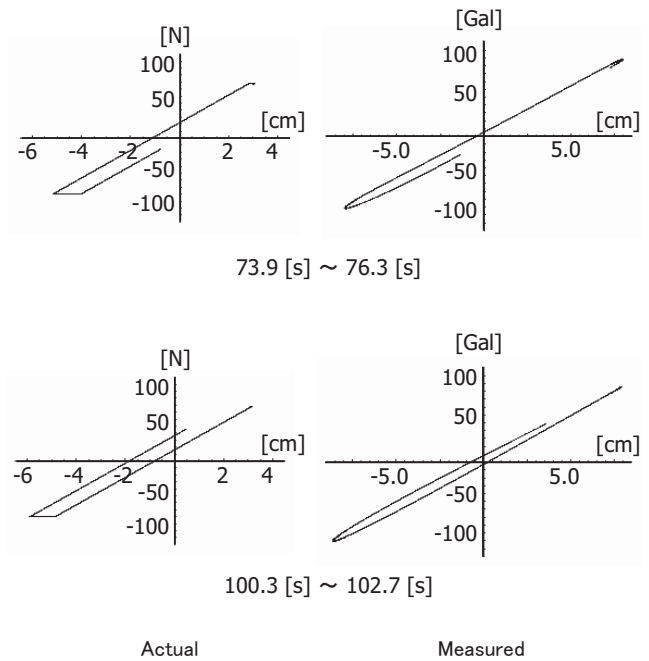 [N]
100
50
[cm]
-6 -4 -2 2 4
-50
-100
[Gal]
100
50
[cm]
-5.0 5.0
-50
-100
73.9 [s] ～ 76.3 [s]
[N]
100
50
[cm]
-6 -4 -2 2 4
-50
-100
[Gal]
100
50
[cm]
-5.0 5.0
-50
-100
100.3 [s] ～ 102.7 [s]
Actual Measured